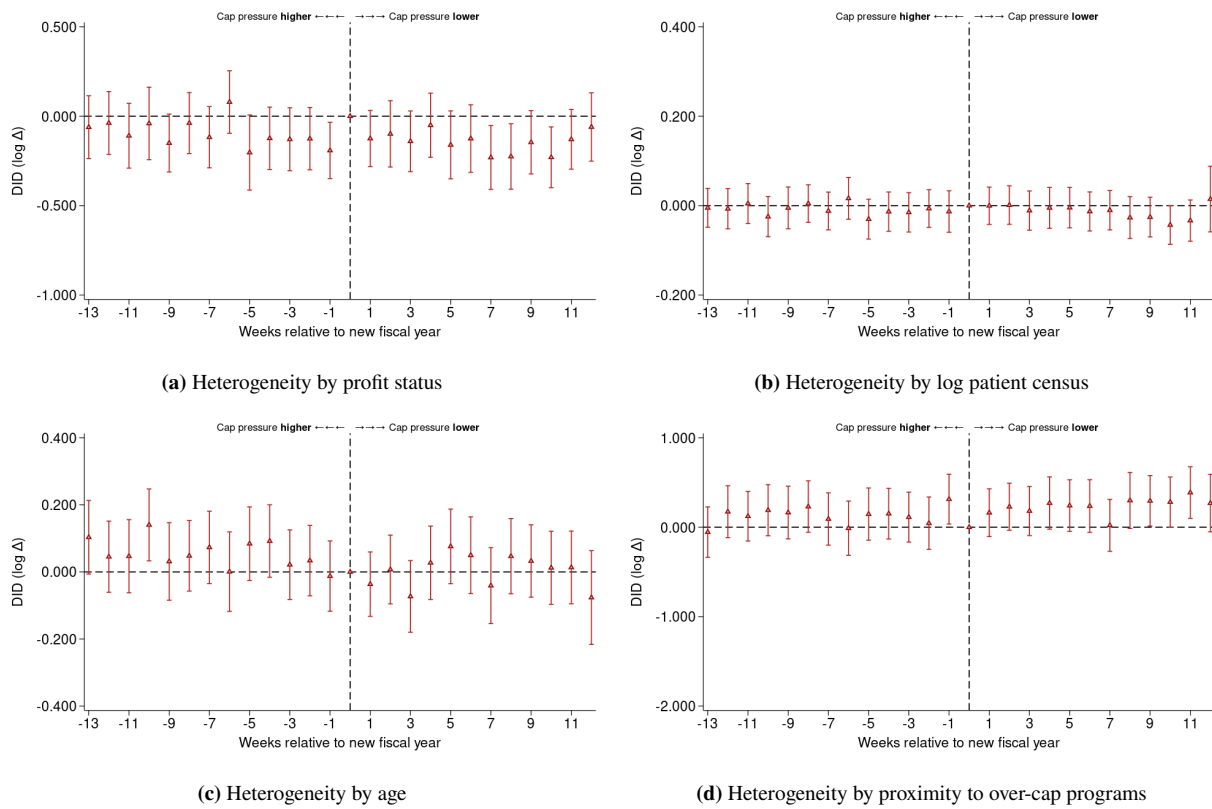 Cap pressure higher ←←← →→→ Cap pressure lower
0.500
0.000
-0.500
-1.000
DID (log Δ)
-13 -11 -9 -7 -5 -3 -1 1 3 5 7 9 11
Weeks relative to new fiscal year
(a) Heterogeneity by profit status
Cap pressure higher ←←← →→→ Cap pressure lower
0.400
0.200
0.000
-0.200
DID (log Δ)
-13 -11 -9 -7 -5 -3 -1 1 3 5 7 9 11
Weeks relative to new fiscal year
(b) Heterogeneity by log patient census
Cap pressure higher ←←← →→→ Cap pressure lower
0.400
0.200
0.000
-0.200
-0.400
DID (log Δ)
-13 -11 -9 -7 -5 -3 -1 1 3 5 7 9 11
Weeks relative to new fiscal year
(c) Heterogeneity by age
Cap pressure higher ←←← →→→ Cap pressure lower
1.000
0.000
-1.000
-2.000
DID (log Δ)
-13 -11 -9 -7 -5 -3 -1 1 3 5 7 9 11
Weeks relative to new fiscal year
(d) Heterogeneity by proximity to over-cap programs